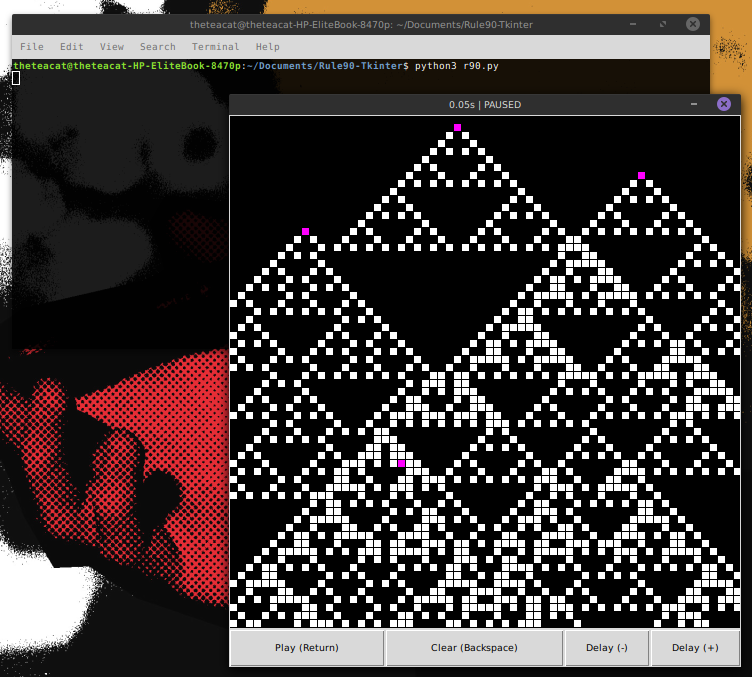 theteacat@theteacat-HP-EliteBook-8470p: ~/Documents/Rule90-Tkinter
File Edit View Search Terminal Help
theteacat@theteacat-HP-EliteBook-8470p:~/Documents/Rule90-Tkinter$ python3 r90.py
0.05s | PAUSED
Play (Return) Clear (Backspace) Delay (-) Delay (+)